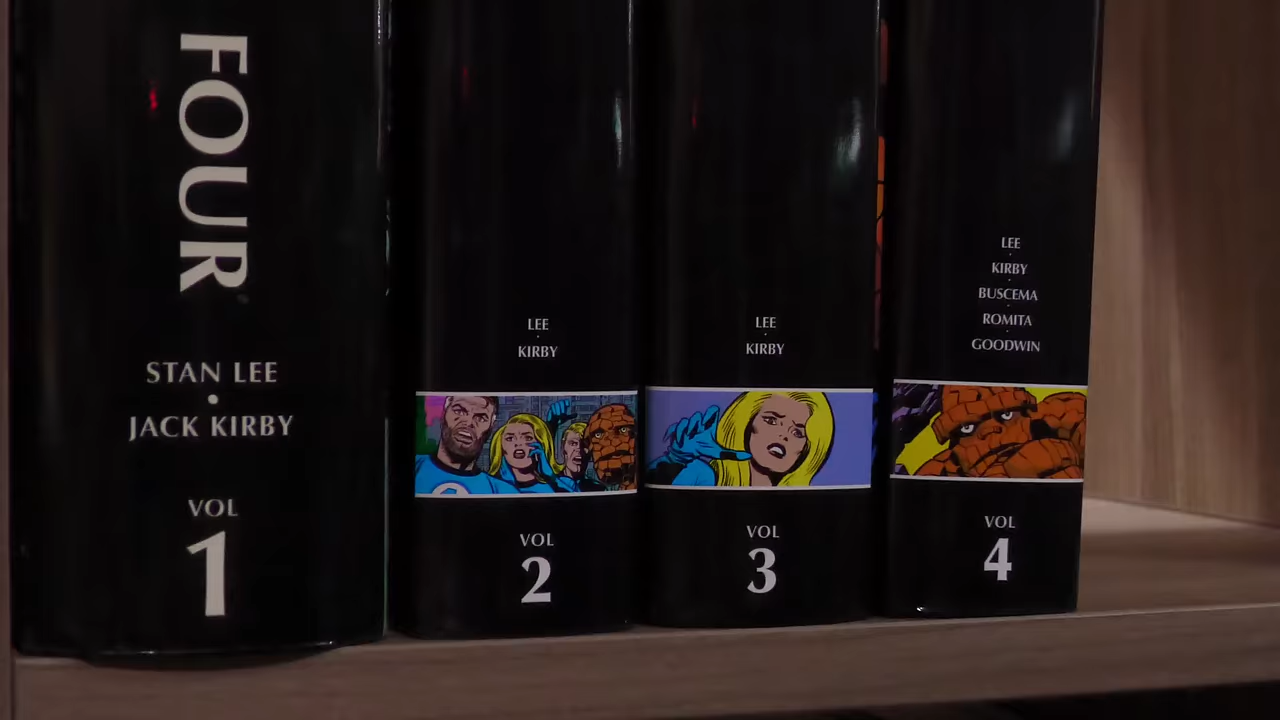 FOUR
STAN LEE
•
JACK KIRBY
VOL
1
LEE
KIRBY
VOL
2
LEE
KIRBY
VOL
3
LEE
KIRBY
BUSCEMA
ROMITA
GOODWIN
VOL
4